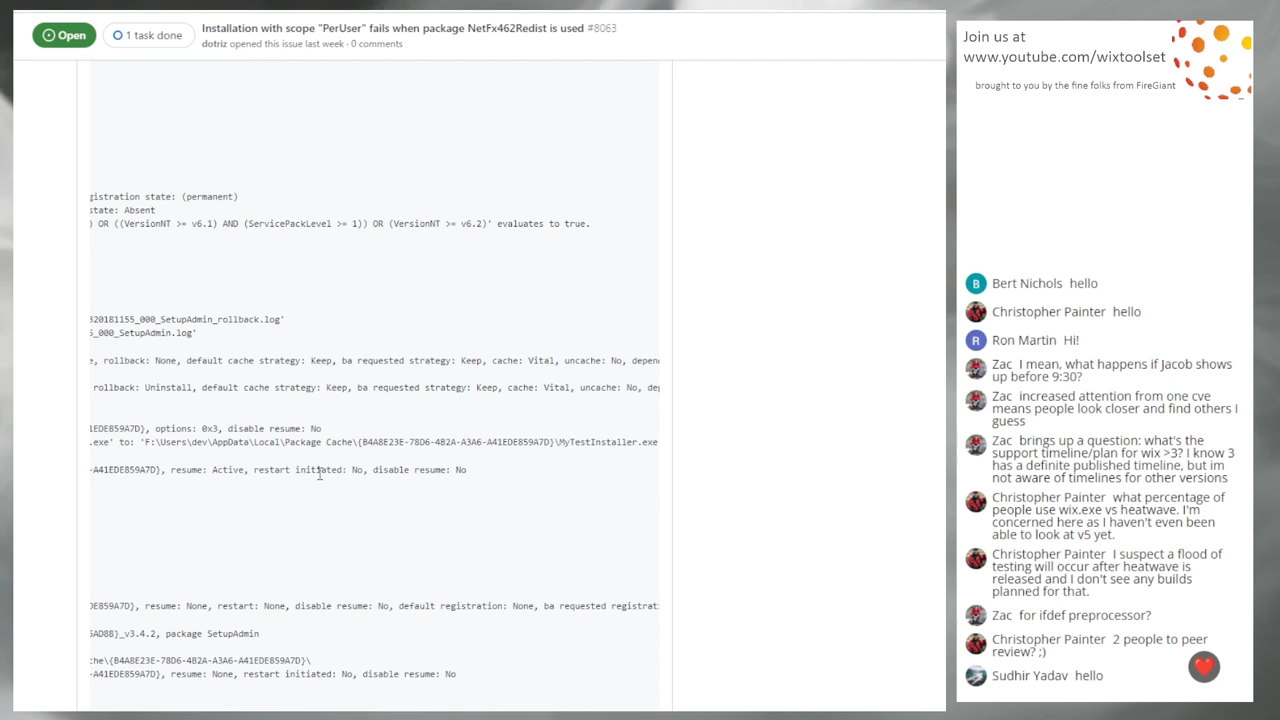 Open
1 task done
Installation with scope "PerUser" fails when package NetFx462Redist is used #8063
dotriz opened this issue last week · 0 comments
gistration state: (permanent)
state: Absent
) OR ((VersionNT >= v6.1) AND (ServicePackLevel >= 1)) OR (VersionNT >= v6.2)' evaluates to true.
320181155_000_SetupAdmin_rollback.log'
5_000_SetupAdmin.log'
e, rollback: None, default cache strategy: Keep, ba requested strategy: Keep, cache: Vital, uncache: No, depen
rollback: Uninstall, default cache strategy: Keep, ba requested strategy: Keep, cache: Vital, uncache: No, dep
1EDE859A7D}, options: 0x3, disable resume: No
.exe' to: 'F:\Users\dev\AppData\Local\Package Cache\{B4A8E23E-78D6-4B2A-A3A6-A41EDE859A7D}\MyTestInstaller.exe
-A41EDE859A7D}, resume: Active, restart initiated: No, disable resume: No
DE859A7D}, resume: None, restart: None, disable resume: No, default registration: None, ba requested registrat
6AD88}_v3.4.2, package SetupAdmin
che\{B4A8E23E-78D6-4B2A-A3A6-A41EDE859A7D}\
-A41EDE859A7D}, resume: None, restart initiated: No, disable resume: No
Join us at
www.youtube.com/wixtoolset
brought to you by the fine folks from FireGiant
B Bert Nichols hello
Christopher Painter hello
R Ron Martin Hi!
Zac I mean, what happens if Jacob shows
up before 9:30?
Zac increased attention from one cve
means people look closer and find others I
guess
Zac brings up a question: what's the
support timeline/plan for wix >3? I know 3
has a definite published timeline, but im
not aware of timelines for other versions
Christopher Painter what percentage of
people use wix.exe vs heatwave. I'm
concerned here as I haven't even been
able to look at v5 yet.
Christopher Painter I suspect a flood of
testing will occur after heatwave is
released and I don't see any builds
planned for that.
Zac for ifdef preprocessor?
Christopher Painter 2 people to peer
review? ;)
Sudhir Yadav hello